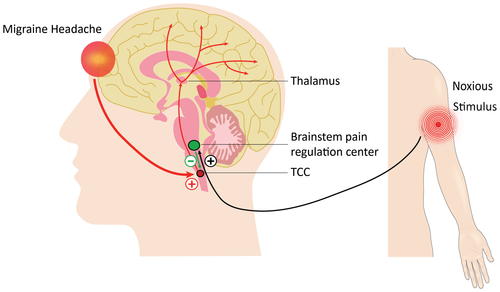 Migraine Headache
Noxious
Stimulus
Thalamus
Brainstem pain
regulation center
TCC